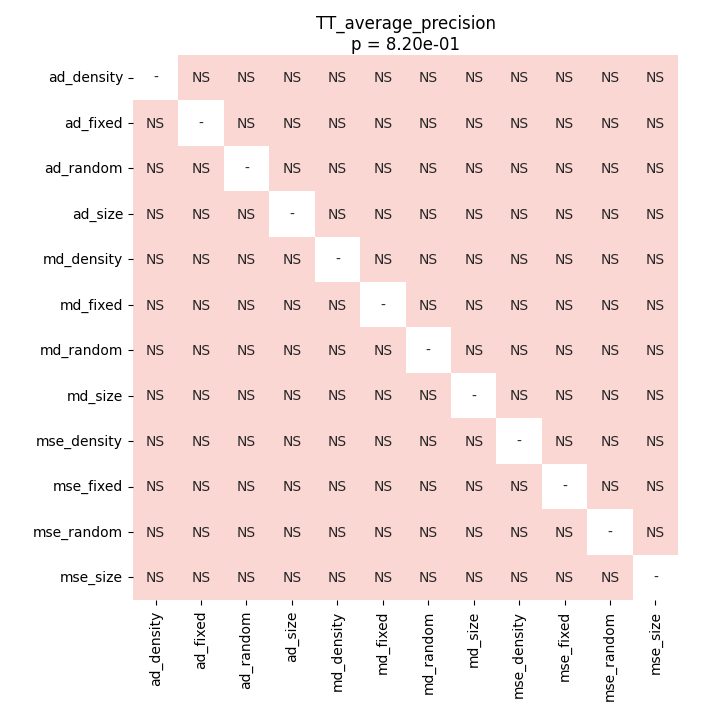 TT_average_precision
p = 8.20e-01
ad_density - NS NS NS NS NS NS NS NS NS NS NS
ad_fixed NS - NS NS NS NS NS NS NS NS NS NS
ad_random NS NS - NS NS NS NS NS NS NS NS NS
ad_size NS NS NS - NS NS NS NS NS NS NS NS
md_density NS NS NS NS - NS NS NS NS NS NS NS
md_fixed NS NS NS NS NS - NS NS NS NS NS NS
md_random NS NS NS NS NS NS - NS NS NS NS NS
md_size NS NS NS NS NS NS NS - NS NS NS NS
mse_density NS NS NS NS NS NS NS NS - NS NS NS
mse_fixed NS NS NS NS NS NS NS NS NS - NS NS
mse_random NS NS NS NS NS NS NS NS NS NS - NS
mse_size NS NS NS NS NS NS NS NS NS NS NS -
ad_density
ad_fixed
ad_random
ad_size
md_density
md_fixed
md_random
md_size
mse_density
mse_fixed
mse_random
mse_size